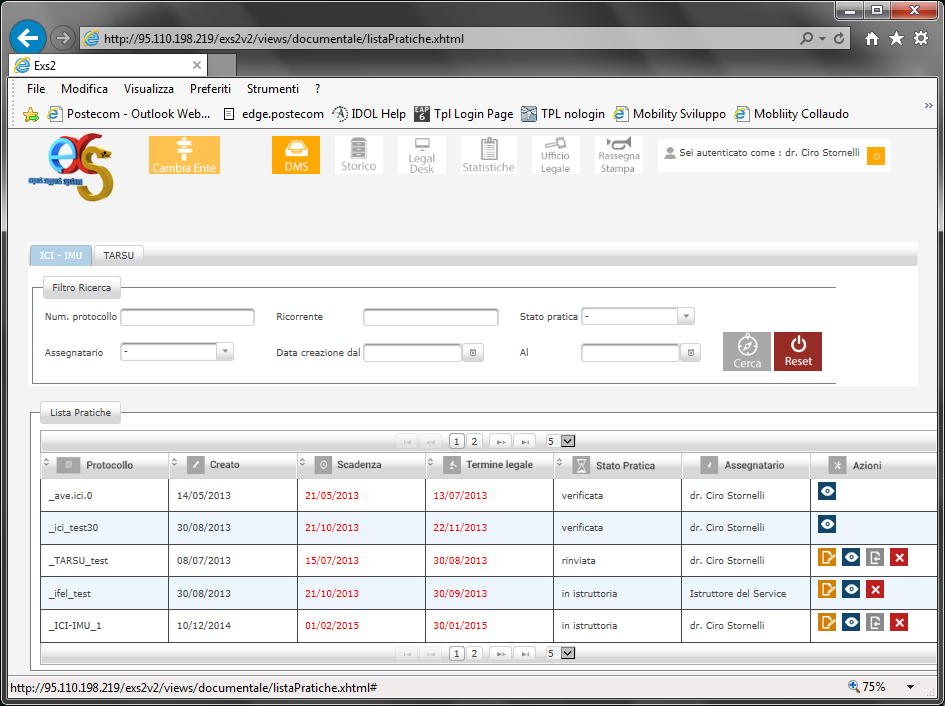 http://95.110.198.219/exs2v2/views/documentale/listaPratiche.xhtml
Exs2
File Modifica Visualizza Preferiti Strumenti ?
Postecom - Outlook Web... edge.postecom IDOL Help EAP 6 Tpl Login Page TPL nologin Mobility Sviluppo Mobliity Collaudo
Cambia Ente DMS Storico Legal Desk Statistiche Ufficio Legale Rassegna Stampa Sei autenticato come : dr. Ciro Stornelli
ICI - IMU TARSU
Filtro Ricerca
Num. protocollo Ricorrente Stato pratica -
Assegnatario - Data creazione dal Al Cerca Reset
Lista Pratiche
1 2 5
Protocollo Creato Scadenza Termine legale Stato Pratica Assegnatario Azioni
_ave.ici.0 14/05/2013 21/05/2013 13/07/2013 verificata dr. Ciro Stornelli
_ici_test30 30/08/2013 21/10/2013 22/11/2013 verificata dr. Ciro Stornelli
_TARSU_test 08/07/2013 15/07/2013 30/08/2013 rinviata dr. Ciro Stornelli
_ifel_test 30/08/2013 21/10/2013 30/09/2013 in istruttoria Istruttore del Service
_ICI-IMU_1 10/12/2014 01/02/2015 30/01/2015 in istruttoria dr. Ciro Stornelli
1 2 5
http://95.110.198.219/exs2v2/views/documentale/listaPratiche.xhtml# 75%